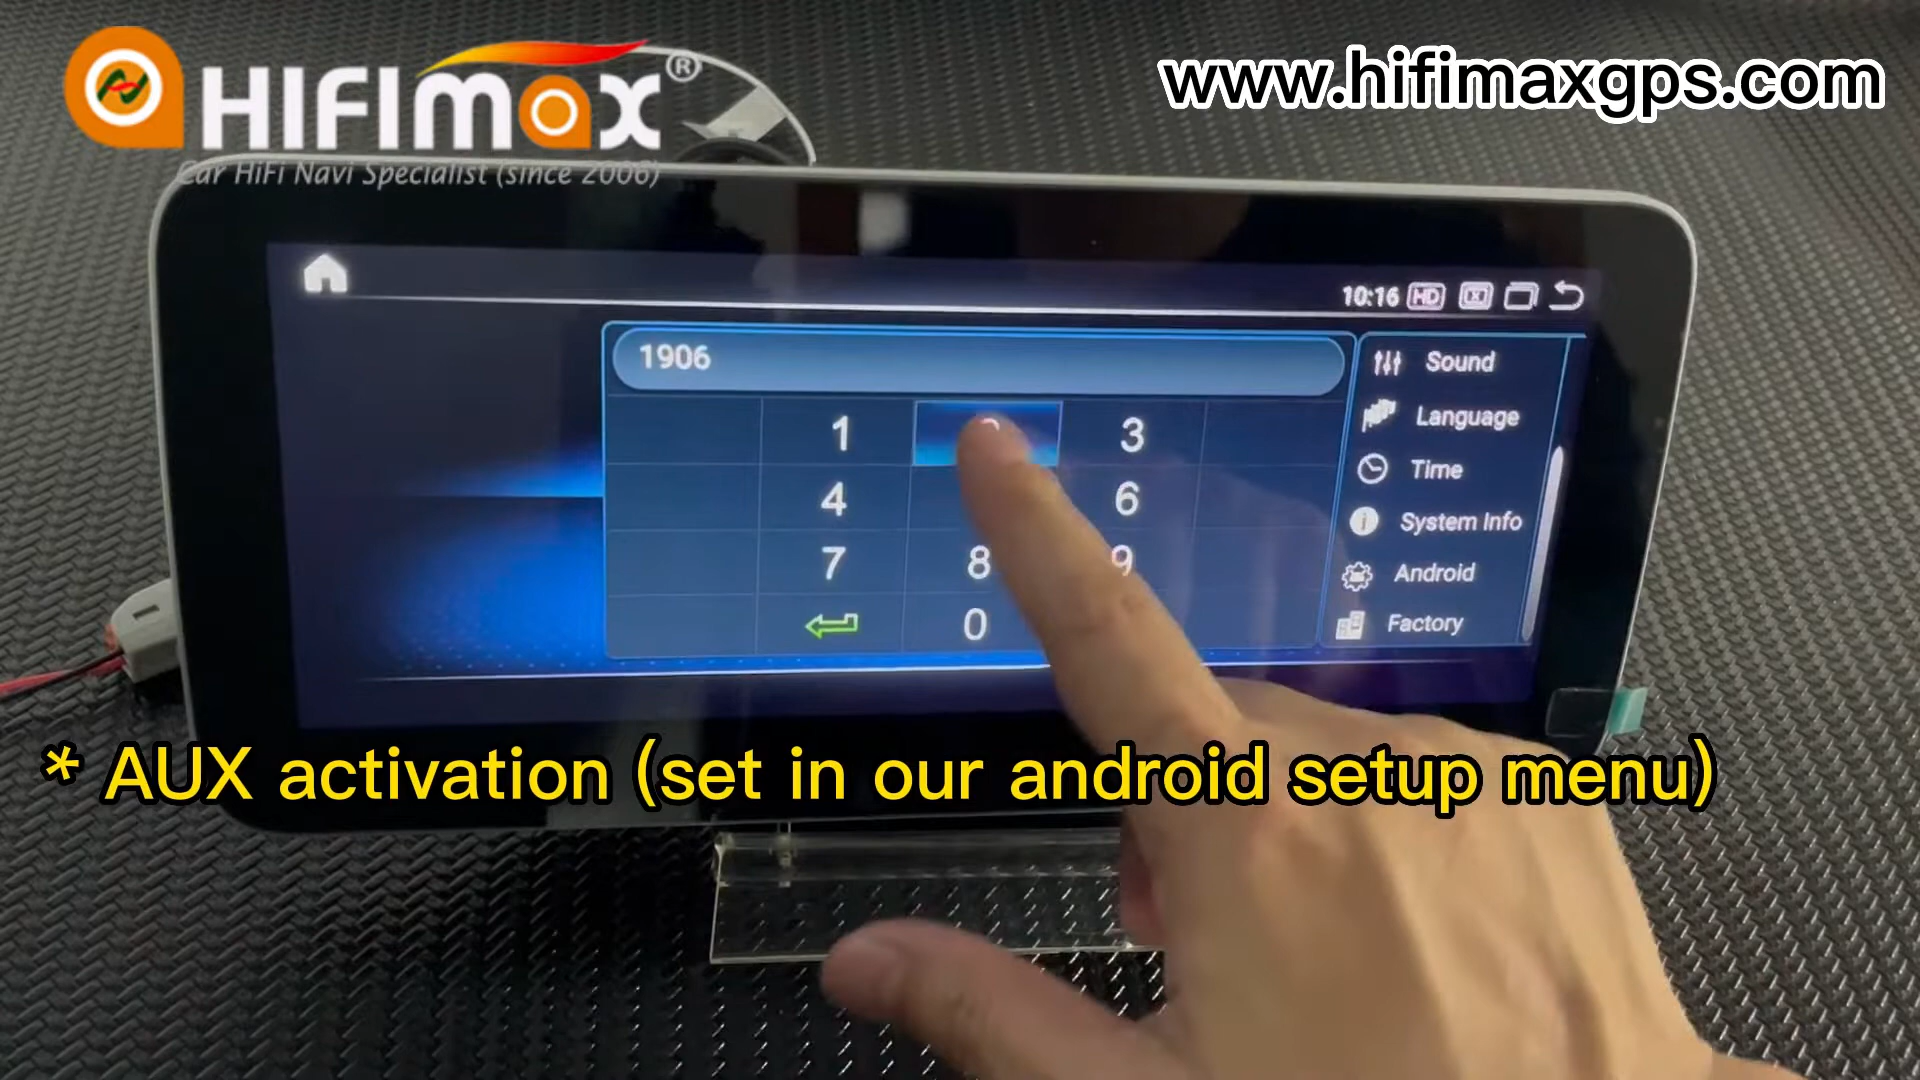 HIFIMAX®
www.hifimaxgps.com
Car HiFi Navi Specialist (since 2006)
10:16 HD
1906
Sound
Language
Time
System Info
Android
Factory
1 3
4 6
7 8 9
0
* AUX activation (set in our android setup menu)